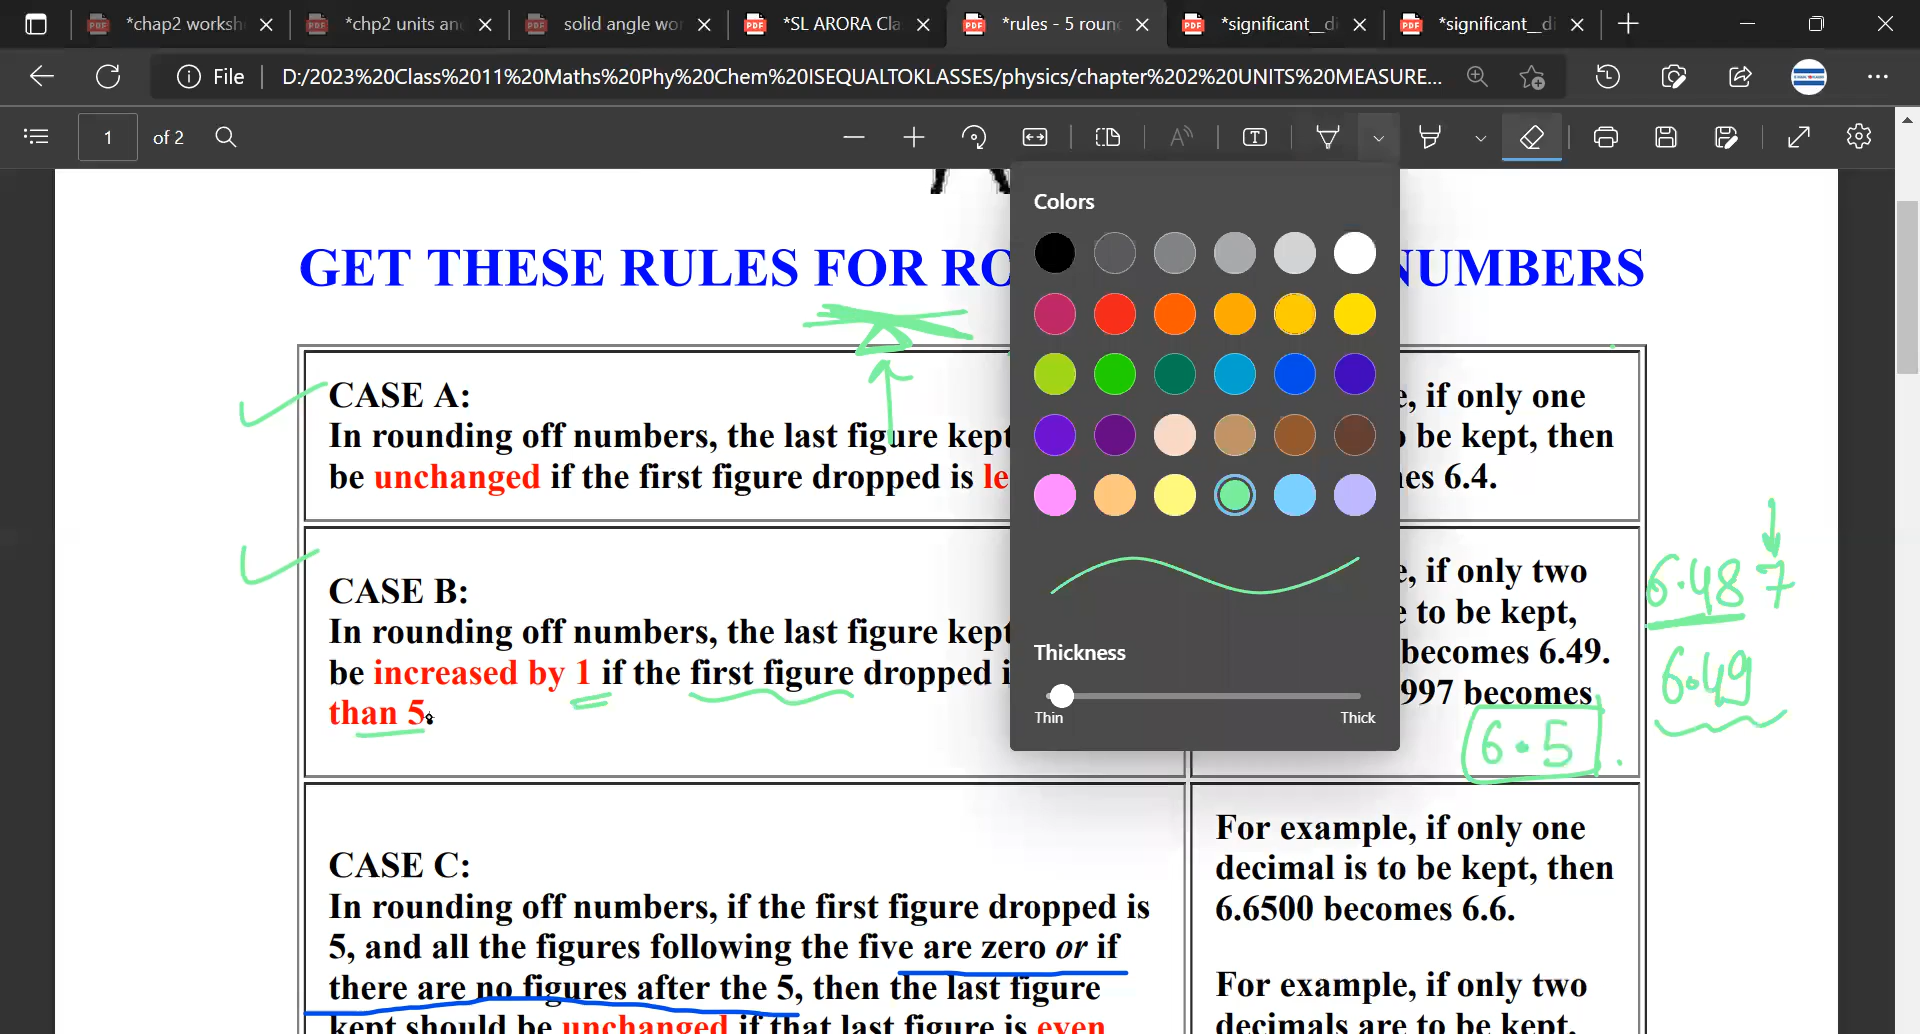 *chap2 worksh
*chp2 units an
solid angle wo
*SL ARORA Cla
*rules - 5 roun
*significant__di
*significant__di
File
D:/2023%20Class%2011%20Maths%20Phy%20Chem%20ISEQUALTOKLASSES/physics/chapter%202%20UNITS%20MEASURE...
1
of 2
Colors
Thickness
Thin
Thick
GET THESE RULES FOR RO
NUMBERS
CASE A:
In rounding off numbers, the last figure kept
be unchanged if the first figure dropped is le
e, if only one
be kept, then
es 6.4.
CASE B:
In rounding off numbers, the last figure kept
be increased by 1 if the first figure dropped i
than 5.
e, if only two
e to be kept,
becomes 6.49.
997 becomes
6.5
6.487
6.49
CASE C:
In rounding off numbers, if the first figure dropped is
5, and all the figures following the five are zero or if
there are no figures after the 5, then the last figure
kept should be unchanged if that last figure is even
For example, if only one
decimal is to be kept, then
6.6500 becomes 6.6.
For example, if only two
decimals are to be kept,